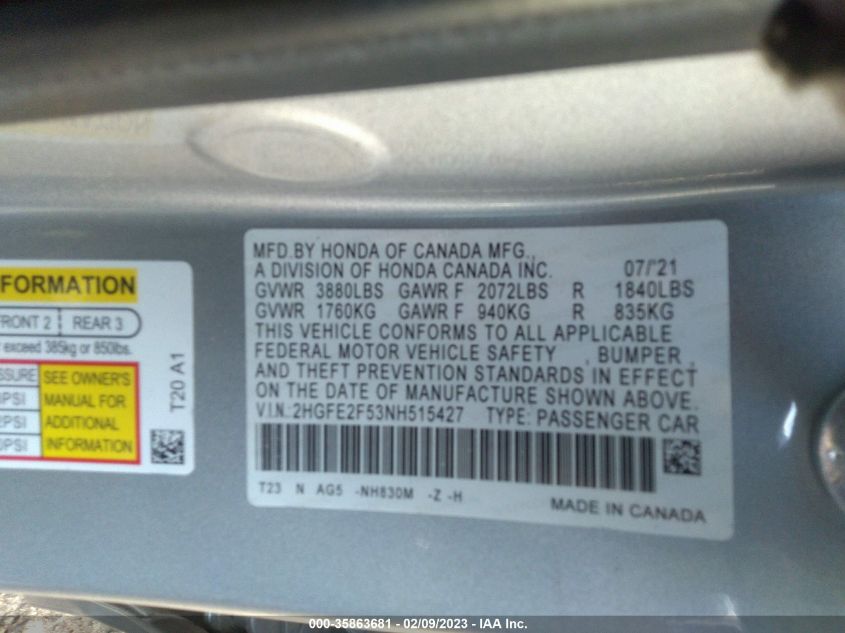 FORMATION
FRONT 2 REAR 3
exceed 385kg or 850lbs.
SSURE SEE OWNER'S
PSI MANUAL FOR
PSI ADDITIONAL
PSI INFORMATION
T20 A1
MFD.BY HONDA OF CANADA MFG.,
A DIVISION OF HONDA CANADA INC. 07/'21
GVWR 3880LBS GAWR F 2072LBS R 1840LBS
GVWR 1760KG GAWR F 940KG R 835KG
THIS VEHICLE CONFORMS TO ALL APPLICABLE
FEDERAL MOTOR VEHICLE SAFETY , BUMPER ,
AND THEFT PREVENTION STANDARDS IN EFFECT
ON THE DATE OF MANUFACTURE SHOWN ABOVE.
V.I.N.:2HGFE2F53NH515427 TYPE: PASSENGER CAR
T23 N AG5 -NH830M -Z -H
MADE IN CANADA
000-35863681 - 02/09/2023 - IAA Inc.